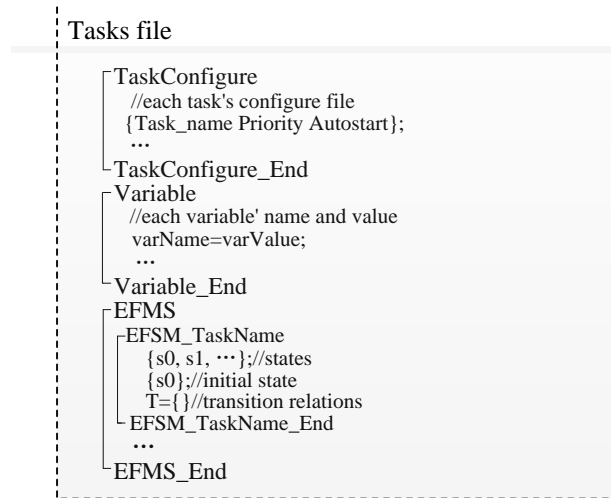 Tasks file
TaskConfigure
//each task's configure file
{Task_name Priority Autostart};
...
TaskConfigure_End
Variable
//each variable' name and value
varName=varValue;
...
Variable_End
EFMS
EFSM_TaskName
{s0, s1, ···};//states
{s0};//initial state
T={}//transition relations
EFSM_TaskName_End
...
EFMS_End